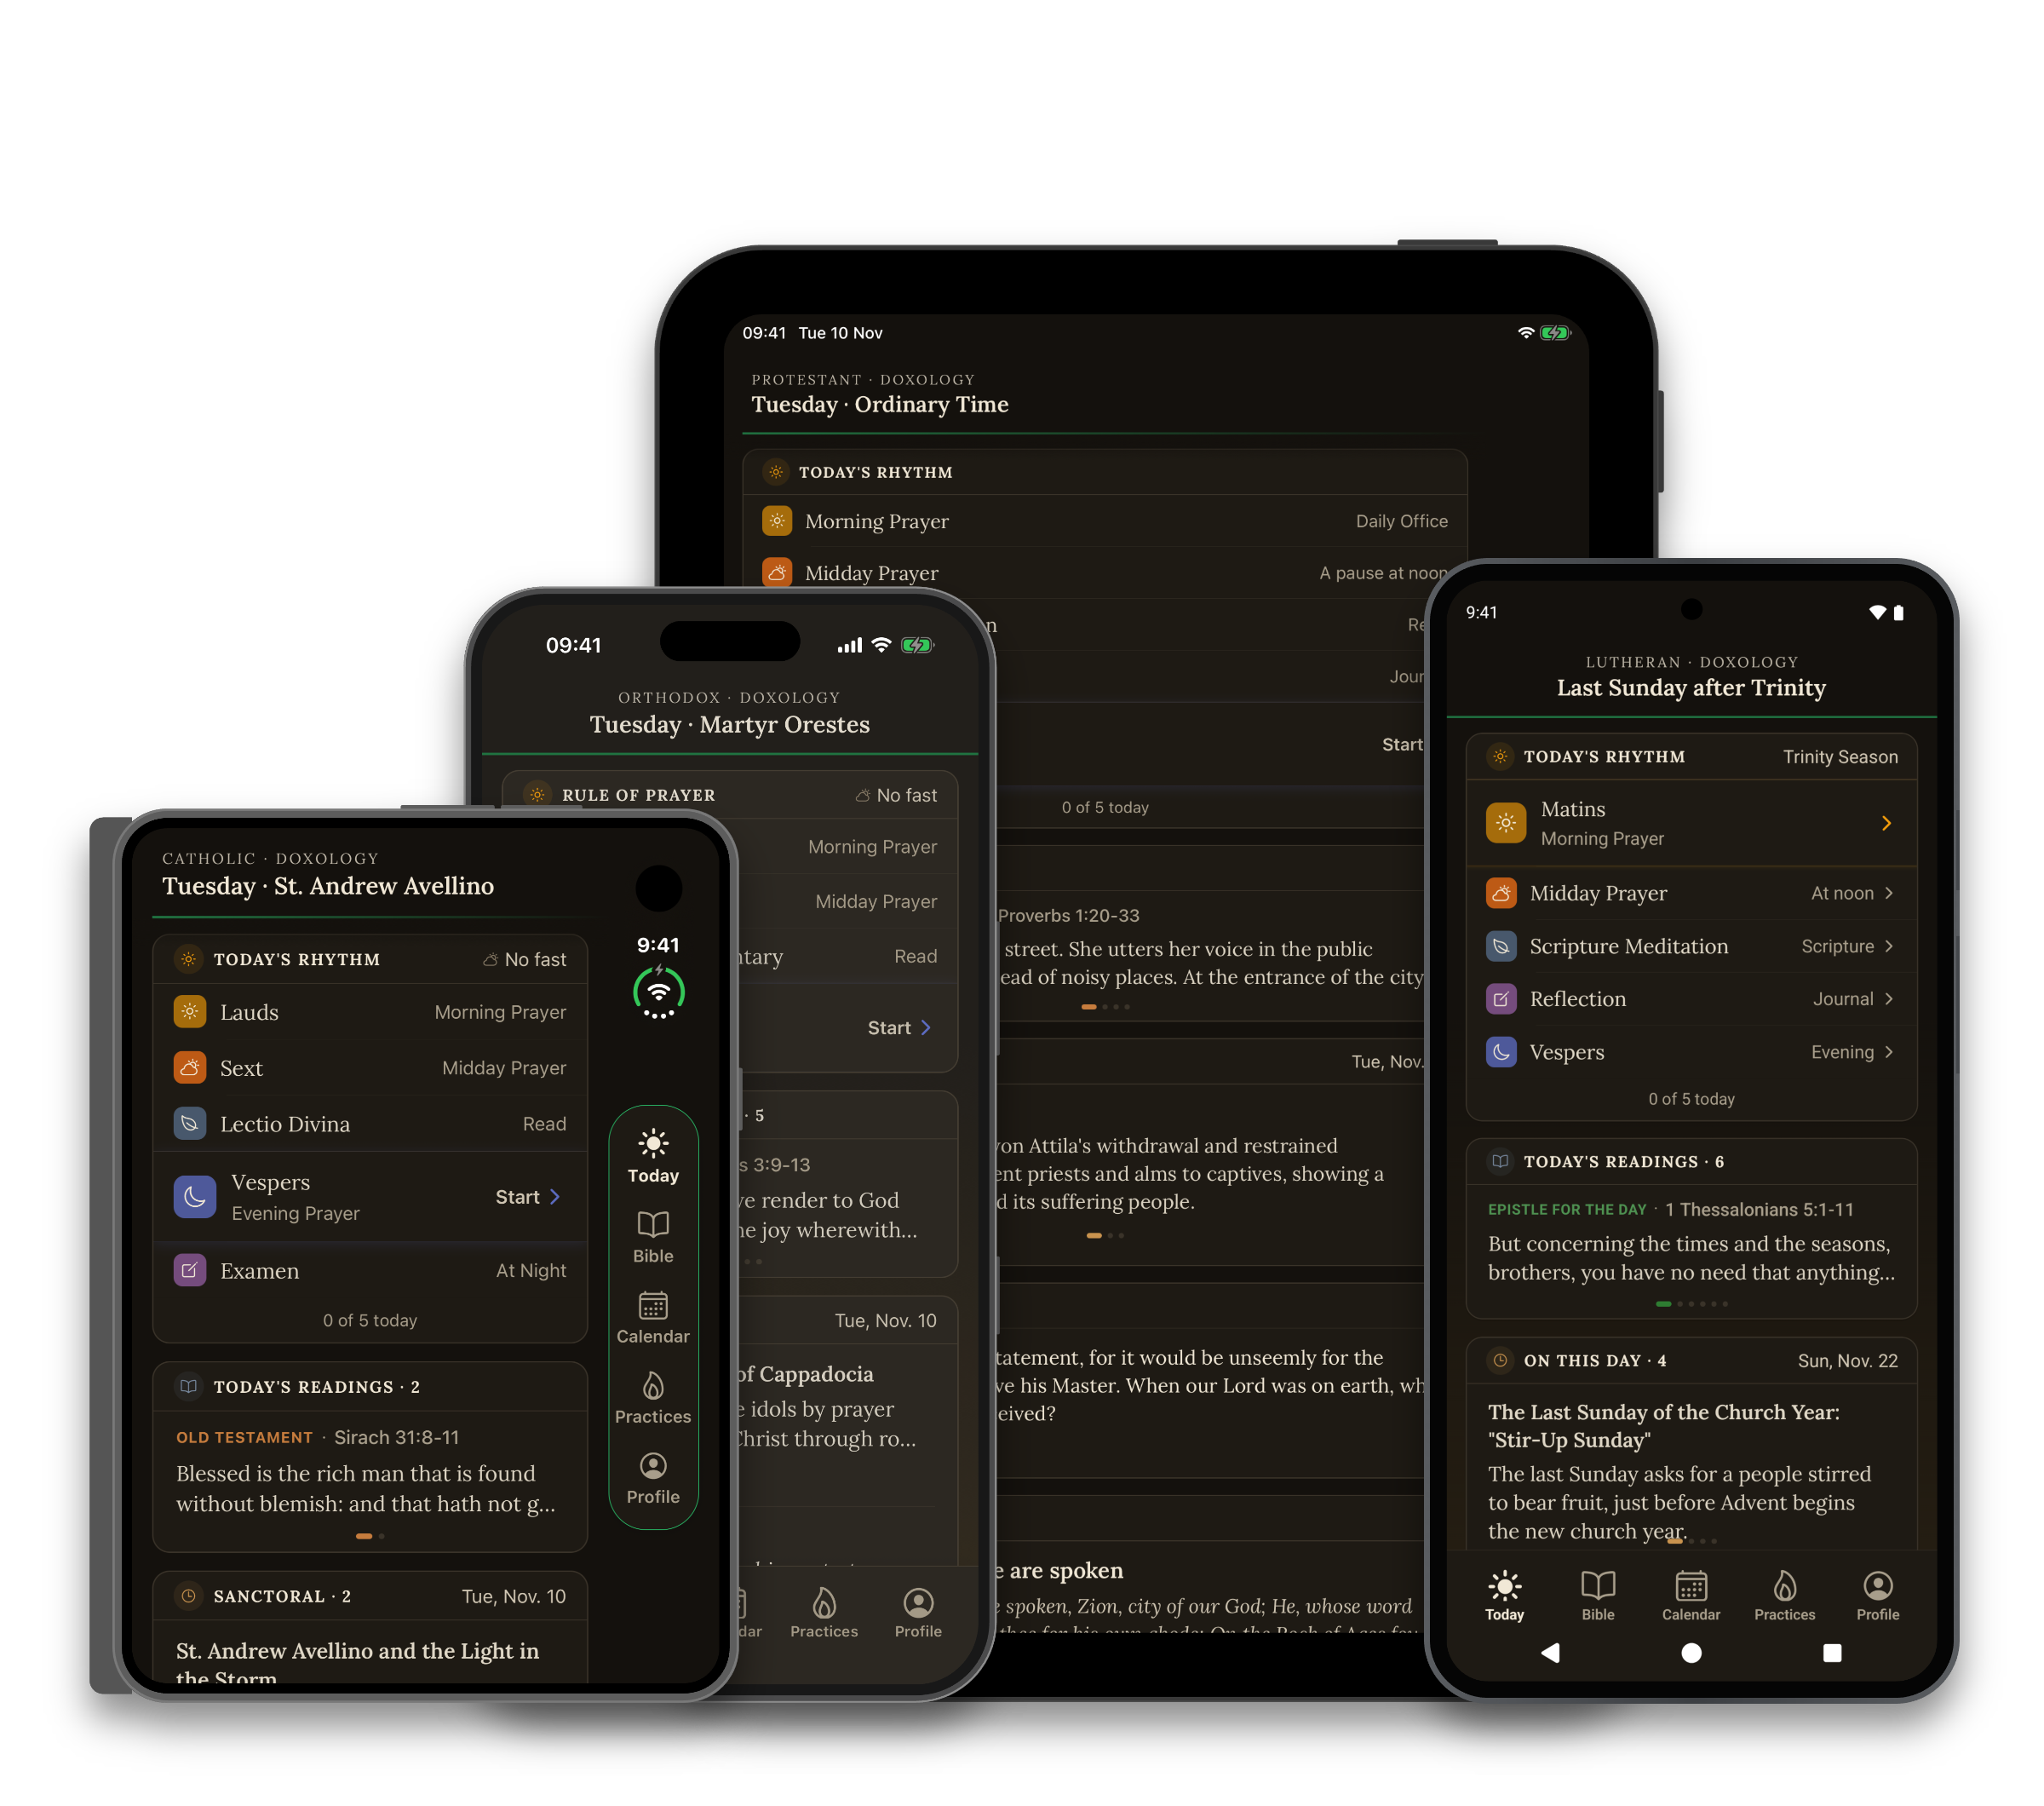 09:41 Tue 10 Nov
PROTESTANT · DOXOLOGY
Tuesday · Ordinary Time
TODAY'S RHYTHM
Morning Prayer Daily Office
Midday Prayer A pause at noon
Start
0 of 5 today
Proverbs 1:20-33
street. She utters her voice in the public
of noisy places. At the entrance of the city
Tue, Nov.
Attila's withdrawal and restrained
priests and alms to captives, showing a
its suffering people.
for it would be unseemly for the
his Master. When our Lord was on earth,
are spoken
spoken, Zion, city of our God; He, whose word
09:41
ORTHODOX · DOXOLOGY
Tuesday · Martyr Orestes
RULE OF PRAYER No fast
Morning Prayer
Midday Prayer
Read
Start
· 5
3:9-13
render to God
joy wherewith...
Tue, Nov. 10
of Cappadocia
idols by prayer
Christ through ro...
Practices Profile
CATHOLIC · DOXOLOGY
Tuesday · St. Andrew Avellino
9:41
TODAY'S RHYTHM No fast
Lauds Morning Prayer
Sext Midday Prayer
Lectio Divina Read
Vespers
Evening Prayer
Start
Examen At Night
0 of 5 today
TODAY'S READINGS · 2
OLD TESTAMENT · Sirach 31:8-11
Blessed is the rich man that is found
without blemish: and that hath not g...
SANCTORAL · 2 Tue, Nov. 10
St. Andrew Avellino and the Light in
the Storm
Today
Bible
Calendar
Practices
Profile
9:41
LUTHERAN · DOXOLOGY
Last Sunday after Trinity
TODAY'S RHYTHM Trinity Season
Matins
Morning Prayer
Midday Prayer At noon
Scripture Meditation Scripture
Reflection Journal
Vespers Evening
0 of 5 today
TODAY'S READINGS · 6
EPISTLE FOR THE DAY · 1 Thessalonians 5:1-11
But concerning the times and the seasons,
brothers, you have no need that anything...
ON THIS DAY · 4 Sun, Nov. 22
The Last Sunday of the Church Year:
"Stir-Up Sunday"
The last Sunday asks for a people stirred
to bear fruit, just before Advent begins
the new church year.
Today Bible Calendar Practices Profile